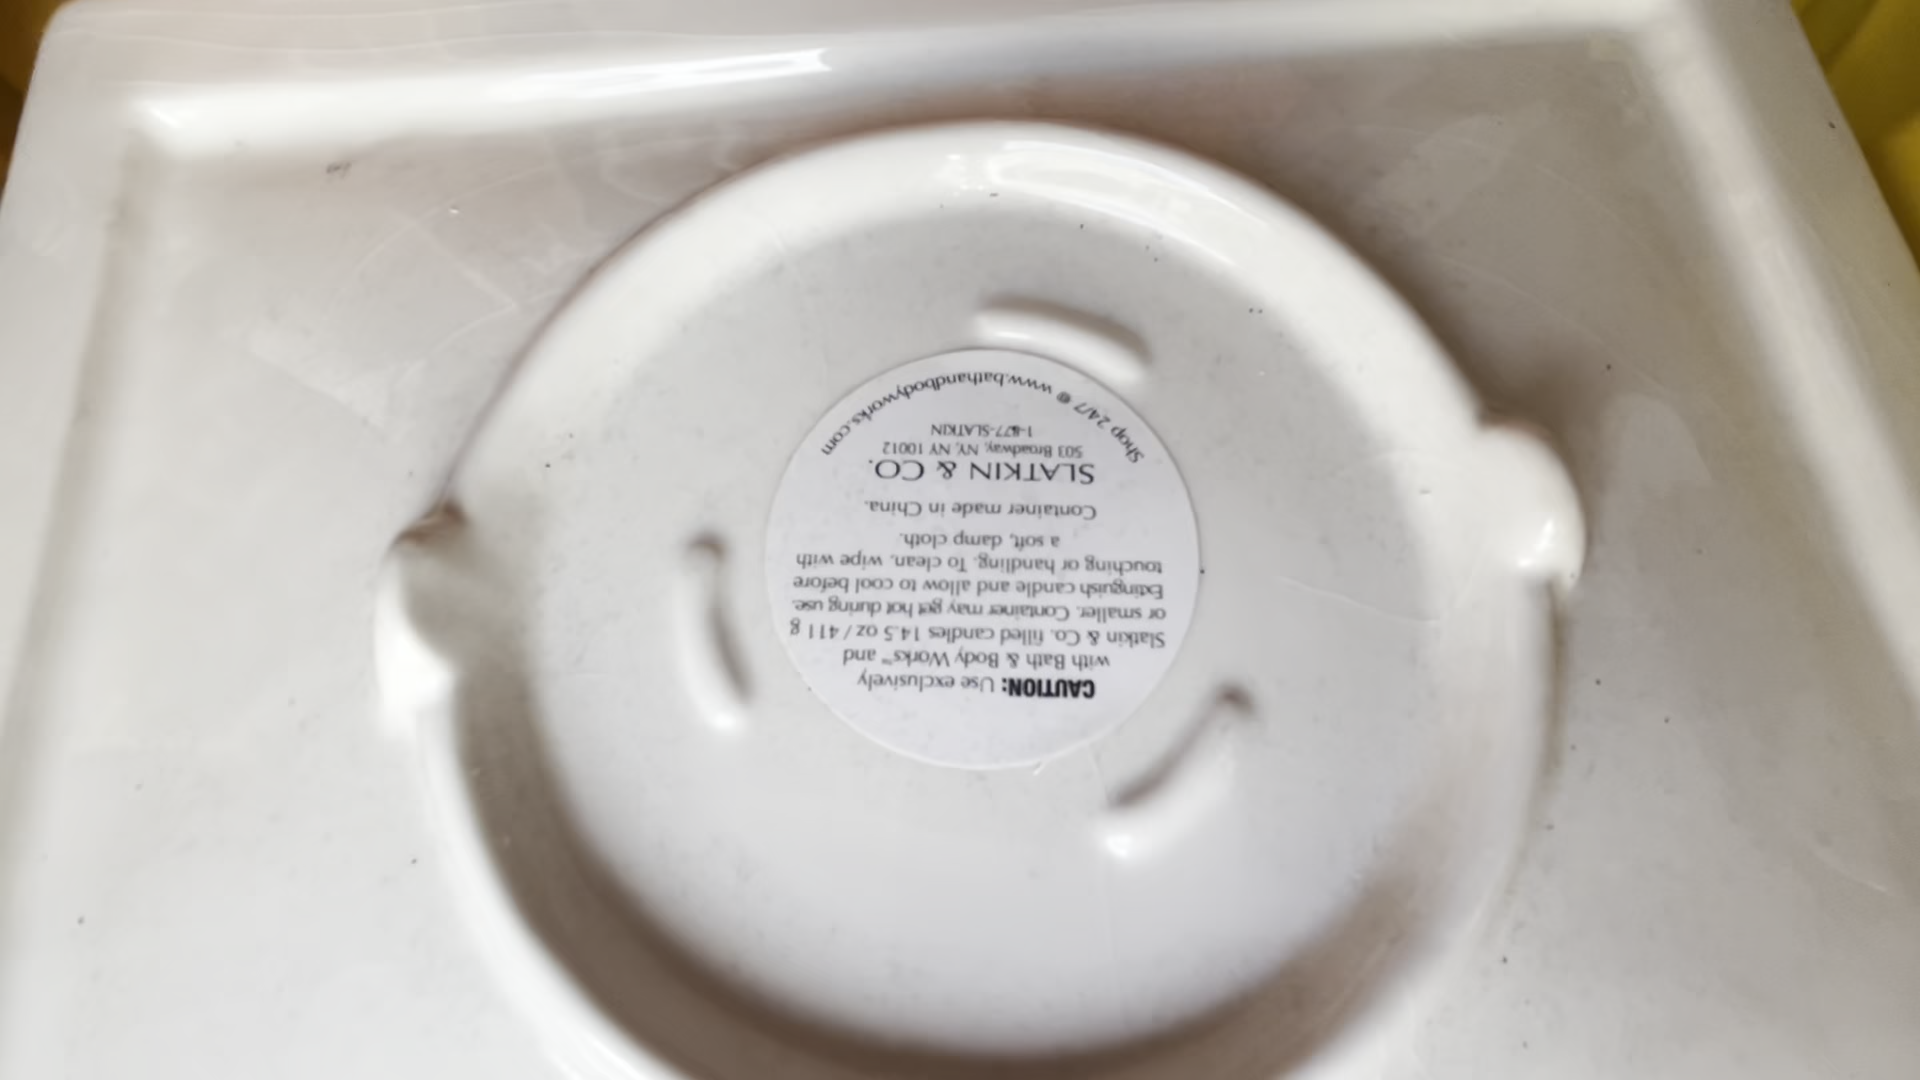 CAUTION: Use exclusively
with Bath & Body Works™ and
Slatkin & Co. filled candles 14.5 oz / 411 g
or smaller. Container may get hot during use.
Extinguish candle and allow to cool before
touching or handling. To clean, wipe with
a soft, damp cloth.
Container made in China.
SLATKIN & CO.
503 Broadway, NY, NY 10012
1-877-SLATKIN
Shop 24/7 @ www.bathandbodyworks.com